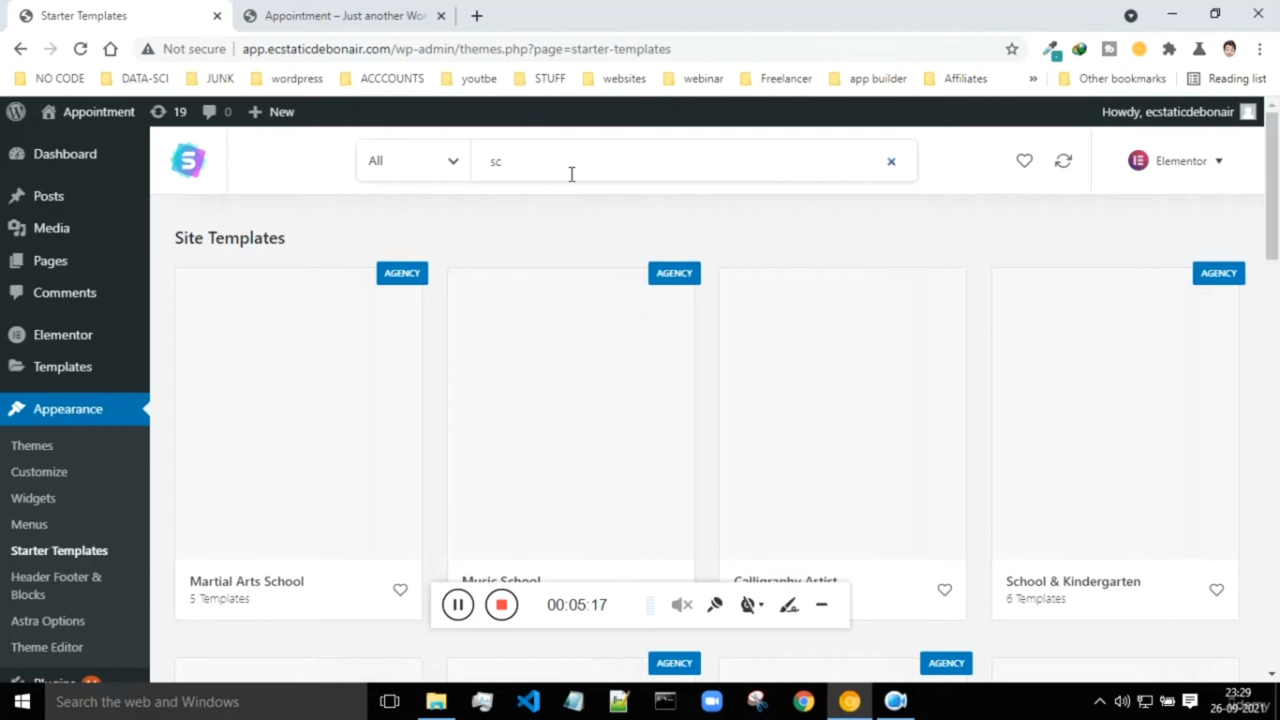 Starter Templates
Appointment – Just another Wor
Not secure
app.ecstaticdebonair.com/wp-admin/themes.php?page=starter-templates
NO CODE
DATA-SCI
JUNK
wordpress
ACCCOUNTS
youtbe
STUFF
websites
webinar
Freelancer
app builder
Affiliates
»
Other bookmarks
Reading list
Appointment
19
0
New
Howdy, ecstaticdebonair
Dashboard
Posts
Media
Pages
Comments
Elementor
Templates
Appearance
Themes
Customize
Widgets
Menus
Starter Templates
Header Footer &
Blocks
Astra Options
Theme Editor
All
sc
Elementor
Site Templates
AGENCY
AGENCY
AGENCY
Martial Arts School
5 Templates
Music School
Calligraphy Artist
School & Kindergarten
6 Templates
00:05:17
AGENCY
AGENCY
Search the web and Windows
23:29
26-09-2021